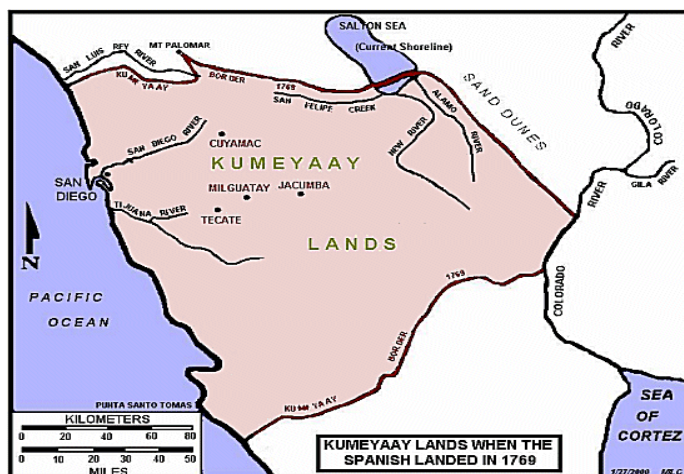 SALTON SEA
(Current Shoreline)
MT PALOMAR
SAN LUIS REY
RIVER
KUMEYAAY
BORDER
1769
SAN FELIPE CREEK
ALAMO
RIVER
NEW RIVER
SAND DUNES
RIVER
COLORADO
GILA RIVER
RIVER
COLORADO
SAN DIEGO RIVER
CUYAMAC
KUMEYAAY
SAN
DIEGO
MILGUATAY
JACUMBA
TIJUANA RIVER
TECATE
LANDS
N
PACIFIC
OCEAN
1769
BORDER
KUMEYAAY
PUNTA SANTO TOMAS
KILOMETERS
0 20 40 60 80
0 10 20 30 40 50
MILES
KUMEYAAY LANDS WHEN THE
SPANISH LANDED IN 1769
SEA
OF
CORTEZ
1/27/2000